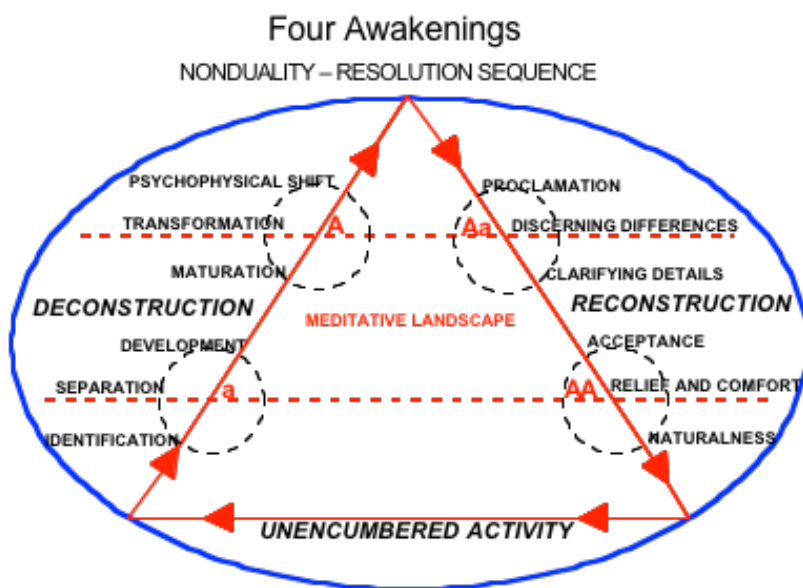 Four Awakenings
NONDUALITY – RESOLUTION SEQUENCE
PSYCHOPHYSICAL SHIFT
PROCLAMATION
TRANSFORMATION
A
Aa
DISCERNING DIFFERENCES
MATURATION
CLARIFYING DETAILS
DECONSTRUCTION
RECONSTRUCTION
MEDITATIVE LANDSCAPE
DEVELOPMENT
ACCEPTANCE
SEPARATION
a
AA
RELIEF AND COMFORT
IDENTIFICATION
NATURALNESS
UNENCUMBERED ACTIVITY